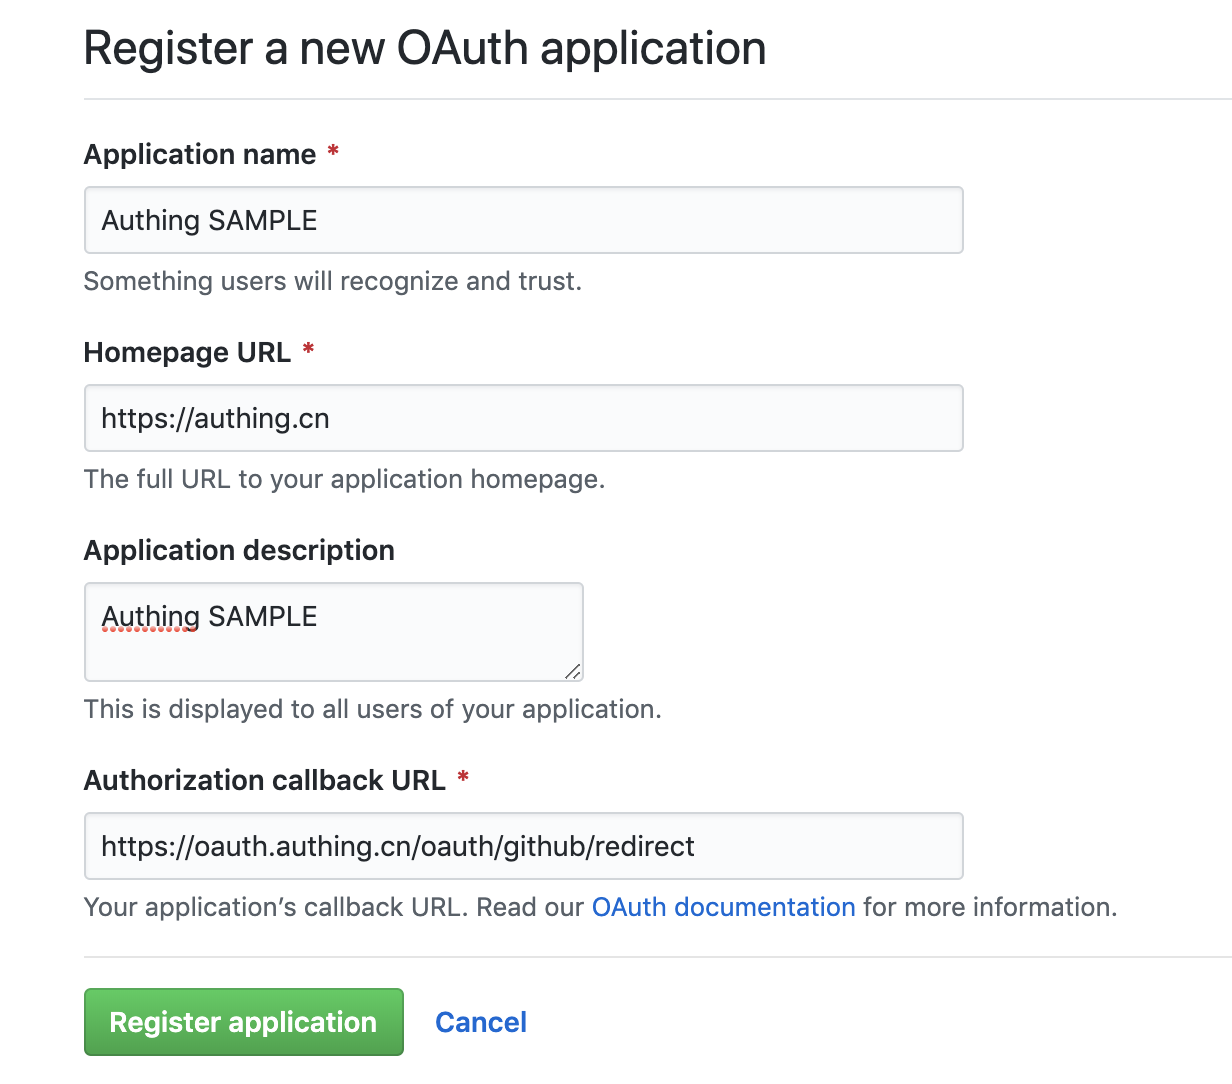 Register a new OAuth application
Application name *
Authing SAMPLE
Something users will recognize and trust.
Homepage URL *
https://authing.cn
The full URL to your application homepage.
Application description
Authing SAMPLE
This is displayed to all users of your application.
Authorization callback URL *
https://oauth.authing.cn/oauth/github/redirect
Your application’s callback URL. Read our OAuth documentation for more information.
Register application Cancel